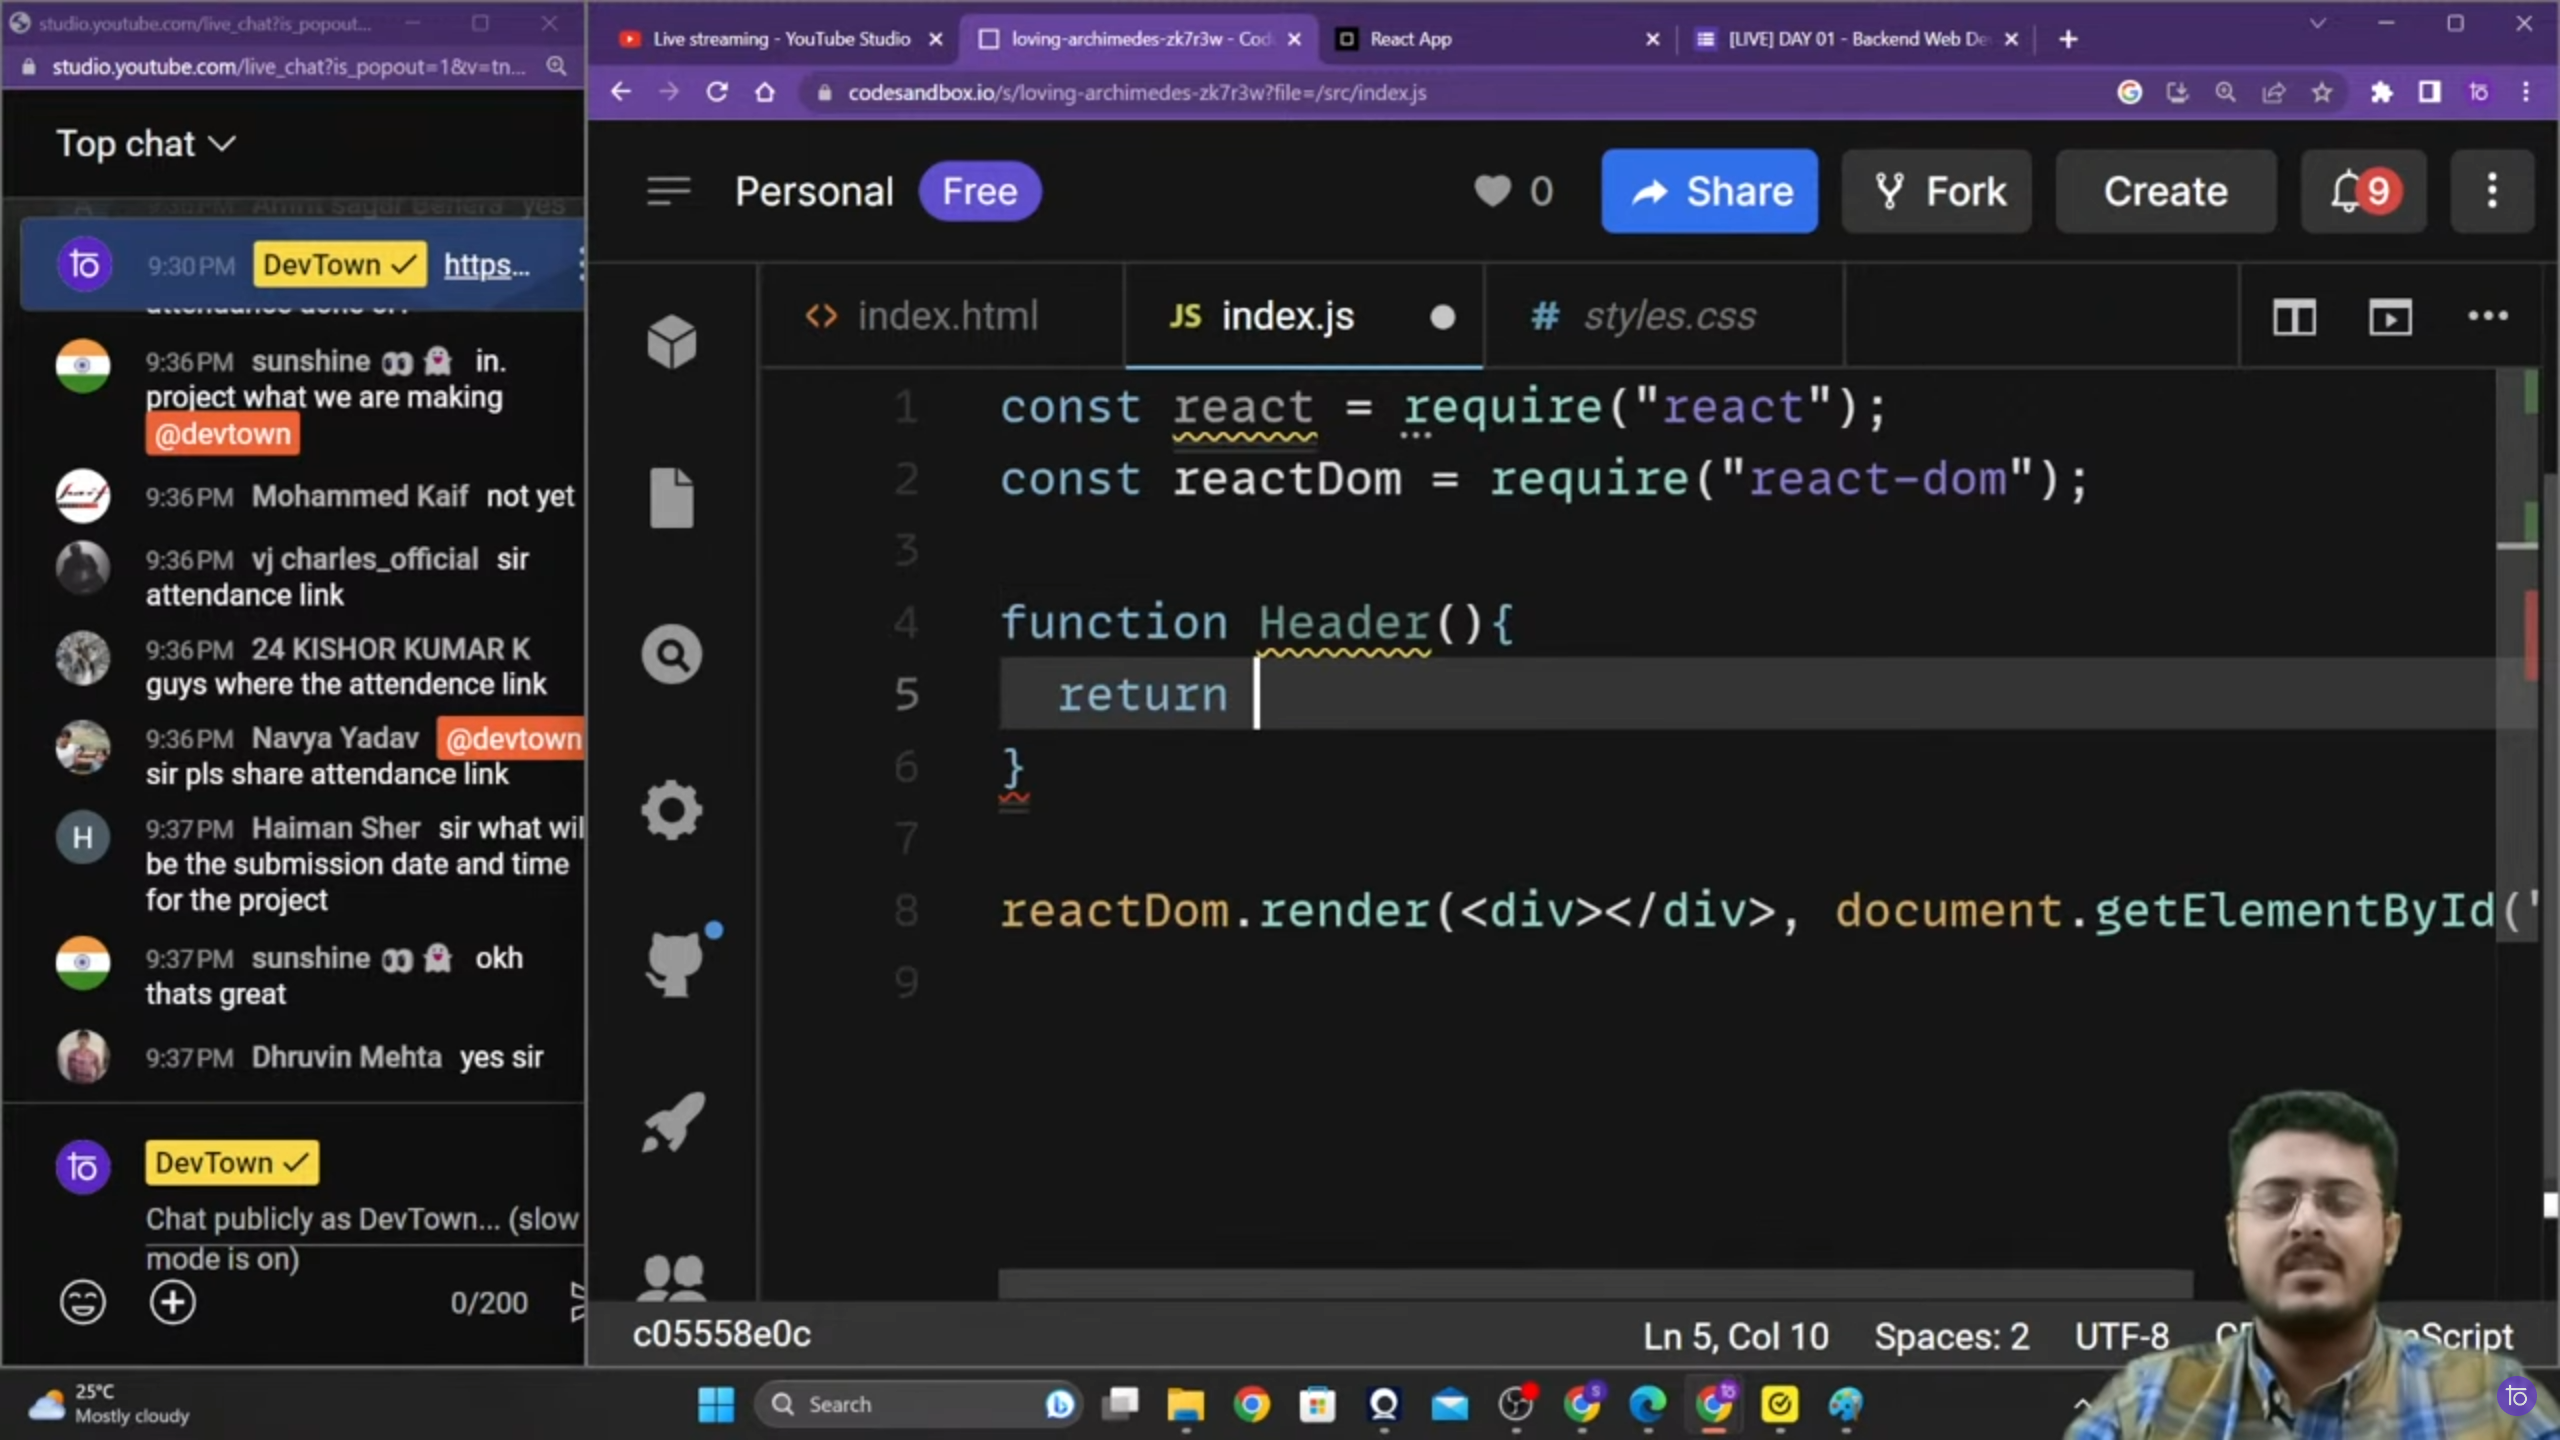 studio.youtube.com/live_chat?is_popout...
studio.youtube.com/live_chat?is_popout=1&v=tn...
Top chat
9:30 PM DevTown https...
9:36 PM sunshine in.
project what we are making
@devtown
9:36 PM Mohammed Kaif not yet
9:36 PM vj charles_official sir
attendance link
9:36 PM 24 KISHOR KUMAR K
guys where the attendence link
9:36 PM Navya Yadav @devtown
sir pls share attendance link
H
9:37 PM Haiman Sher sir what wil
be the submission date and time
for the project
9:37 PM sunshine okh
thats great
9:37 PM Dhruvin Mehta yes sir
DevTown
Chat publicly as DevTown... (slow
mode is on)
0/200
Live streaming - YouTube Studio
loving-archimedes-zk7r3w - Cod
React App
[LIVE] DAY 01 - Backend Web De
codesandbox.io/s/loving-archimedes-zk7r3w?file=/src/index.js
Personal Free
0
Share
Fork
Create
9
index.html
JS index.js
# styles.css
1 const react = require("react");
2 const reactDom = require("react-dom");
3
4 function Header(){
5 return
6 }
7
8 reactDom.render(<div></div>, document.getElementById("
9
c05558e0c
Ln 5, Col 10
Spaces: 2
UTF-8
25°C
Mostly cloudy
Search